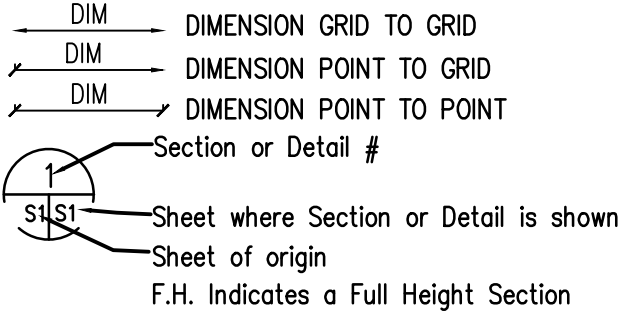 DIM DIMENSION GRID TO GRID
DIM DIMENSION POINT TO GRID
DIM DIMENSION POINT TO POINT
Section or Detail #
1
S1 S1
Sheet where Section or Detail is shown
Sheet of origin
F.H. Indicates a Full Height Section